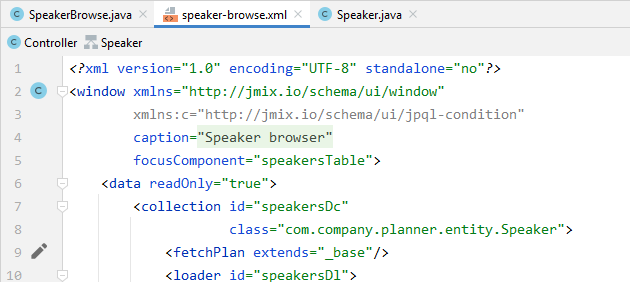 SpeakerBrowse.java speaker-browse.xml Speaker.java
Controller Speaker
1 <?xml version="1.0" encoding="UTF-8" standalone="no"?>
2 <window xmlns="http://jmix.io/schema/ui/window"
3 xmlns:c="http://jmix.io/schema/ui/jpql-condition"
4 caption="Speaker browser"
5 focusComponent="speakersTable">
6 <data readOnly="true">
7 <collection id="speakersDc"
8 class="com.company.planner.entity.Speaker">
9 <fetchPlan extends="_base"/>
10 <loader id="speakersDl">